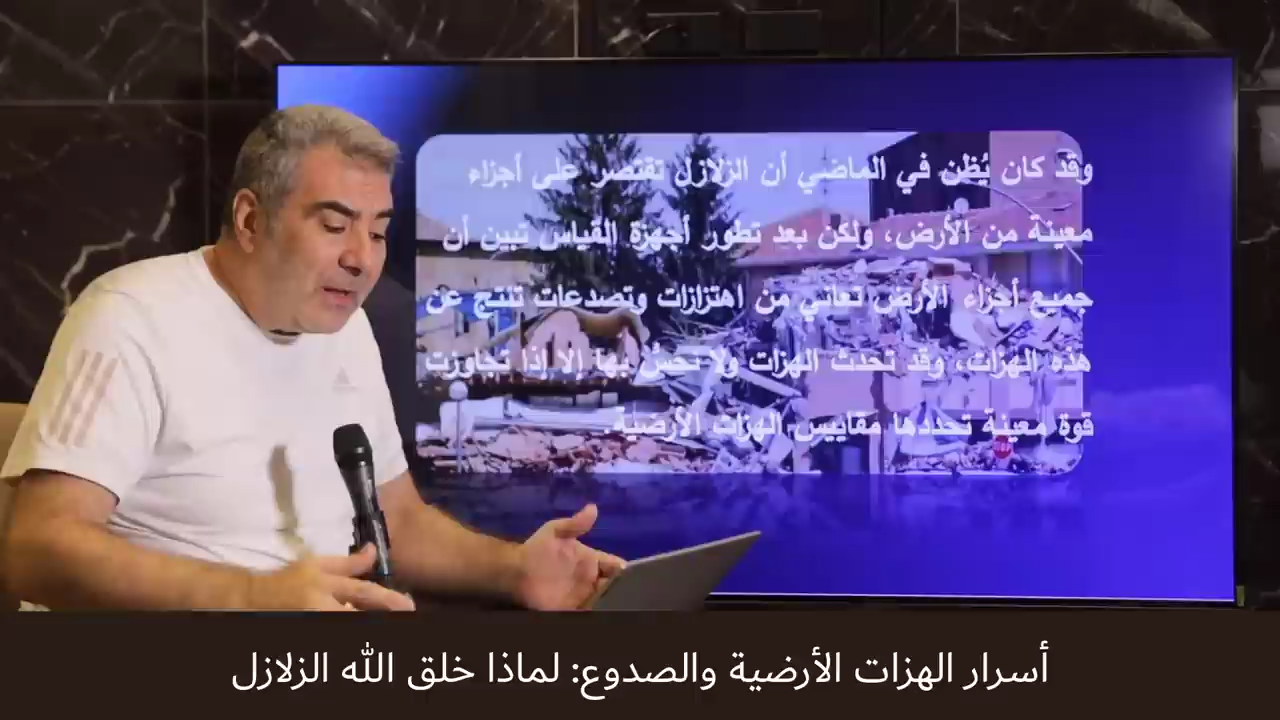 وقد كان يُظن في الماضي أن الزلازل تقتصر على أجزاء
معينة من الأرض، ولكن بعد تطور أجهزة القياس تبين أن
جميع أجزاء الأرض تعاني من اهتزازات وتصدعات تنتج عن
هذه الهزات، وقد تحدث الهزات ولا نحسُّ بها إلا إذا تجاوزت
قوة معينة تحددها مقاييس الهزات الأرضية.
أسرار الهزات الأرضية والصدوع: لماذا خلق الله الزلازل